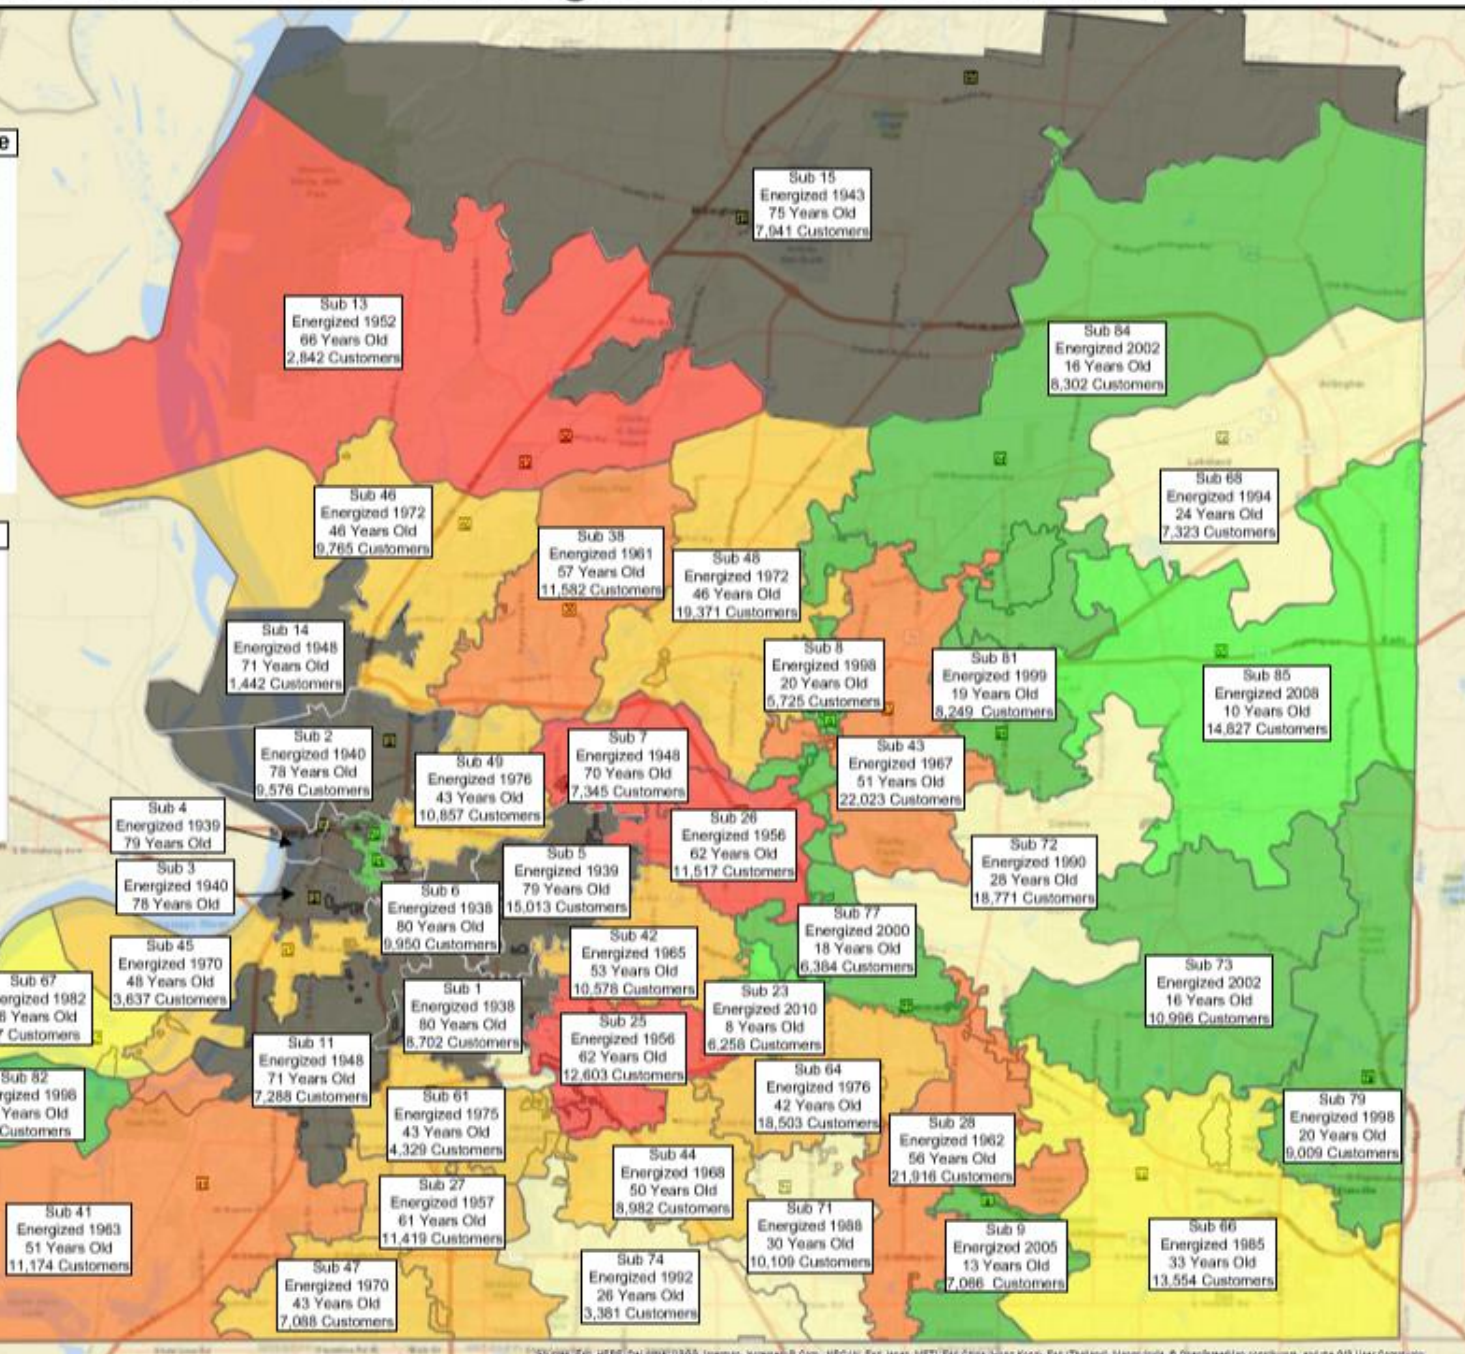 e
Sub 15
Energized 1943
75 Years Old
7,941 Customers
Sub 13
Energized 1952
66 Years Old
2,842 Customers
Sub 84
Energized 2002
16 Years Old
8,302 Customers
Sub 68
Energized 1994
24 Years Old
7,323 Customers
Sub 46
Energized 1972
46 Years Old
9,765 Customers
Sub 38
Energized 1961
57 Years Old
11,582 Customers
Sub 48
Energized 1972
46 Years Old
19,371 Customers
Sub 14
Energized 1948
71 Years Old
1,442 Customers
Sub 8
Energized 1998
20 Years Old
5,725 Customers
Sub 81
Energized 1999
19 Years Old
8,249 Customers
Sub 85
Energized 2008
10 Years Old
14,827 Customers
Sub 2
Energized 1940
78 Years Old
9,576 Customers
Sub 49
Energized 1976
43 Years Old
10,857 Customers
Sub 7
Energized 1948
70 Years Old
7,345 Customers
Sub 43
Energized 1967
51 Years Old
22,023 Customers
Sub 4
Energized 1939
79 Years Old
Sub 26
Energized 1956
62 Years Old
11,517 Customers
Sub 72
Energized 1990
28 Years Old
18,771 Customers
Sub 3
Energized 1940
78 Years Old
Sub 5
Energized 1939
79 Years Old
15,013 Customers
Sub 6
Energized 1938
80 Years Old
9,950 Customers
Sub 77
Energized 2000
18 Years Old
6,384 Customers
Sub 45
Energized 1970
48 Years Old
3,637 Customers
Sub 42
Energized 1965
53 Years Old
10,578 Customers
Sub 73
Energized 2002
16 Years Old
10,996 Customers
Sub 67
ergized 1982
6 Years Old
7 Customers
Sub 1
Energized 1938
80 Years Old
8,702 Customers
Sub 23
Energized 2010
8 Years Old
6,258 Customers
Sub 25
Energized 1956
62 Years Old
12,603 Customers
Sub 11
Energized 1948
71 Years Old
7,288 Customers
Sub 82
rgized 1998
Years Old
Customers
Sub 64
Energized 1976
42 Years Old
18,503 Customers
Sub 61
Energized 1975
43 Years Old
4,329 Customers
Sub 28
Energized 1962
56 Years Old
21,916 Customers
Sub 79
Energized 1998
20 Years Old
9,009 Customers
Sub 44
Energized 1968
50 Years Old
8,982 Customers
Sub 27
Energized 1957
61 Years Old
11,419 Customers
Sub 41
Energized 1963
51 Years Old
11,174 Customers
Sub 71
Energized 1988
30 Years Old
10,109 Customers
Sub 9
Energized 2005
13 Years Old
7,066 Customers
Sub 66
Energized 1985
33 Years Old
13,554 Customers
Sub 47
Energized 1970
43 Years Old
7,088 Customers
Sub 74
Energized 1992
26 Years Old
3,381 Customers